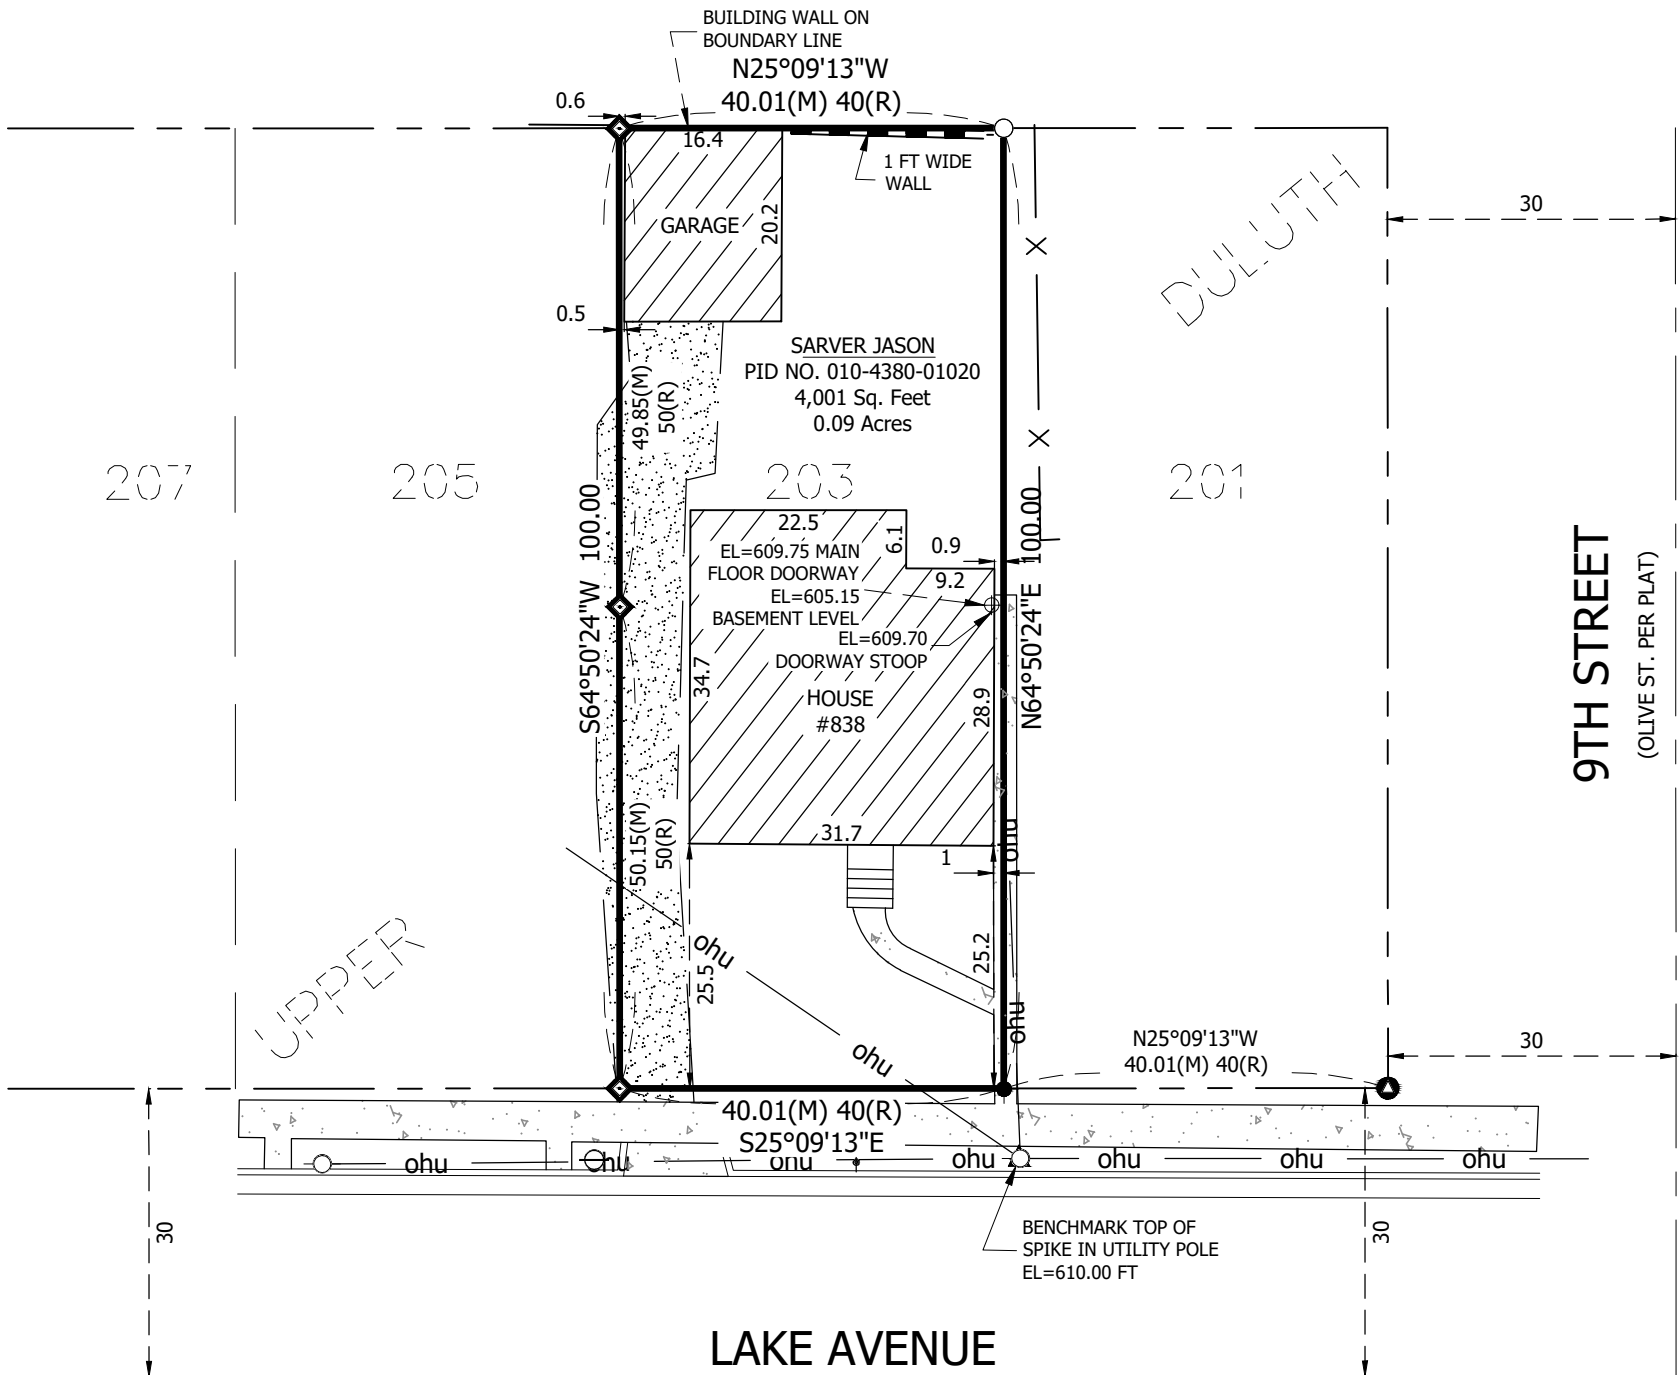 BUILDING WALL ON
BOUNDARY LINE
N25°09'13"W
40.01(M) 40(R)
0.6
16.4
1 FT WIDE
WALL
GARAGE
20.2
0.5
DULUTH
30
X
X
SARVER JASON
PID NO. 010-4380-01020
4,001 Sq. Feet
0.09 Acres
49.85(M)
50(R)
207
205
203
201
S64°50'24"W 100.00
N64°50'24"E 100.00
22.5
6.1
0.9
9.2
EL=609.75 MAIN
FLOOR DOORWAY
EL=605.15
BASEMENT LEVEL
EL=609.70
DOORWAY STOOP
34.7
28.9
HOUSE
#838
31.7
1
9TH STREET
(OLIVE ST. PER PLAT)
50.15(M)
50(R)
ohu
UPPER
ohu
25.5
25.2
ohu
ohu
N25°09'13"W
40.01(M) 40(R)
30
40.01(M) 40(R)
S25°09'13"E
ohu
ohu
ohu
ohu
ohu
ohu
ohu
30
30
BENCHMARK TOP OF
SPIKE IN UTILITY POLE
EL=610.00 FT
LAKE AVENUE